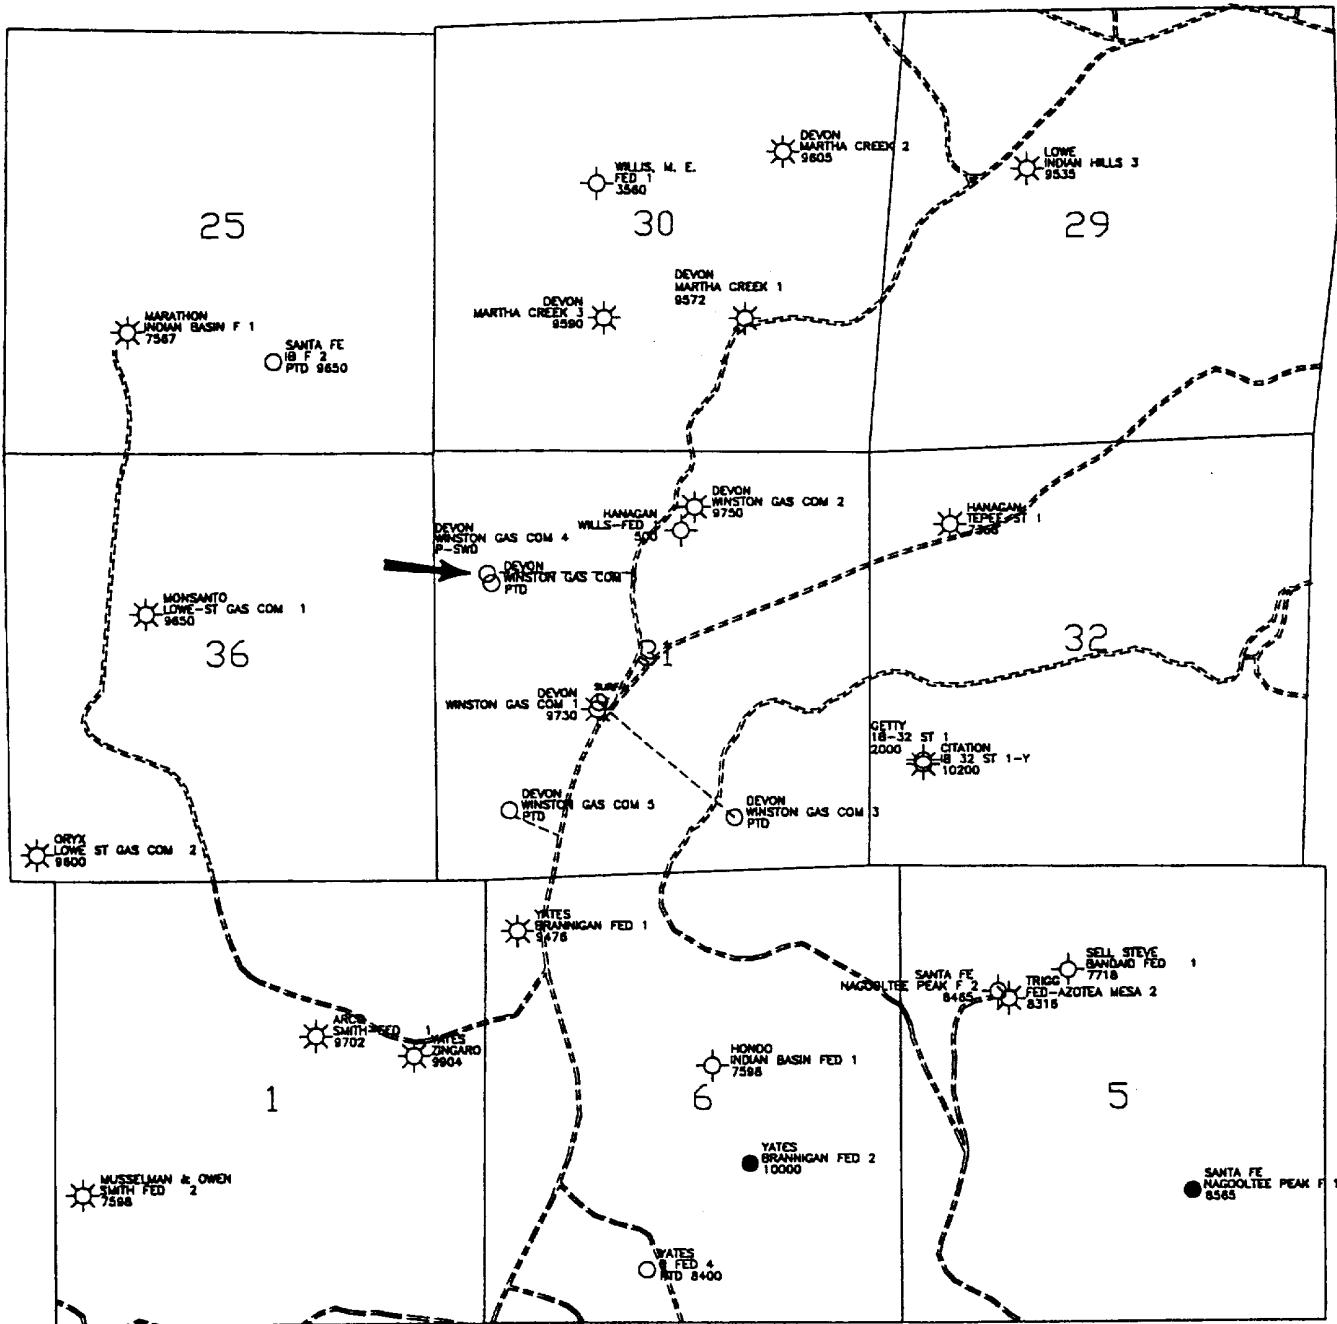 DEVON
MARTHA CREEK 2
9605
WILLIS, M. E.
FED 1
3560
LOWE
INDIAN HILLS 3
9535
25
30
29
DEVON
MARTHA CREEK 1
9572
DEVON
MARTHA CREEK 3
9590
MARATHON
INDIAN BASIN F 1
7567
SANTA FE
IB F 2
PTD 9650
DEVON
WINSTON GAS COM 2
9750
HANAGAN
WILLS-FED
500
HANAGAN
TEPEE ST 1
7368
DEVON
WINSTON GAS COM 4
P-SWD
DEVON
WINSTON GAS COM
PTD
MONSANTO
LOWE-ST GAS COM 1
9650
36
31
32
SURF
DEVON
WINSTON GAS COM 1
9730
GETTY
IB-32 ST 1
2000
CITATION
IB 32 ST 1-Y
10200
DEVON
WINSTON GAS COM 5
PTD
DEVON
WINSTON GAS COM 3
PTD
ORYX
LOWE ST GAS COM 2
9600
YATES
BRANNIGAN FED 1
9476
SELL STEVE
BANDAID FED 1
7718
SANTA FE
NAGOOLTEE PEAK F 2
8465
TRIGG
FED-AZOTEA MESA 2
8316
ARCO
SMITH-FED 1
9702
YATES
ZINGARO
9904
HONDO
INDIAN BASIN FED 1
7598
1
6
5
YATES
BRANNIGAN FED 2
10000
MUSSELMAN & OWEN
SMITH FED 2
7598
SANTA FE
NAGOOLTEE PEAK F 1
8565
YATES
FED 4
PTD 8400